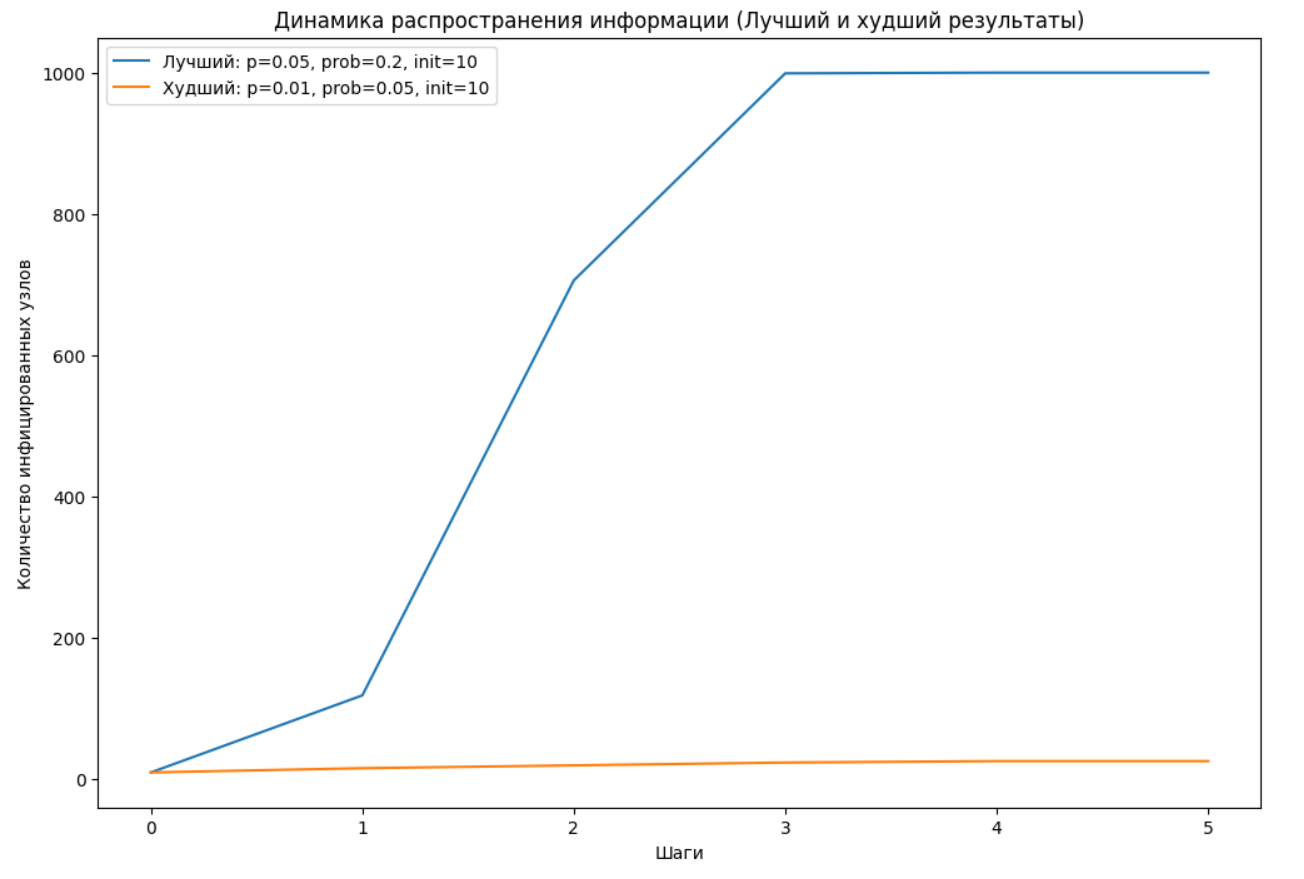 Динамика распространения информации (Лучший и худший результаты)
Лучший: p=0.05, prob=0.2, init=10
Худший: p=0.01, prob=0.05, init=10
1000
800
600
400
200
0
Количество инфицированных узлов
0 1 2 3 4 5
Шаги